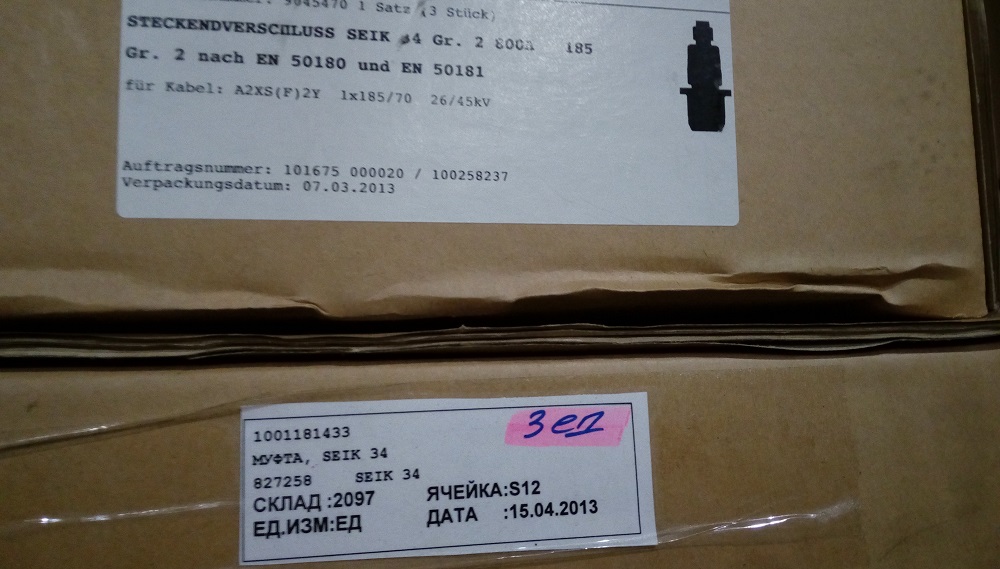 9045470 1 Satz (3 Stück)
STECKENDVERSCHLUSS SEIK 34 Gr. 2 800A 185
Gr. 2 nach EN 50180 und EN 50181
für Kabel: A2XS(F)2Y 1x185/70 26/45kV
Auftragsnummer: 101675 000020 / 100258237
Verpackungsdatum: 07.03.2013
3 ед
1001181433
МУФТА, SEIK 34
827258 SEIK 34
СКЛАД :2097 ЯЧЕЙКА:S12
ЕД.ИЗМ:ЕД ДАТА :15.04.2013